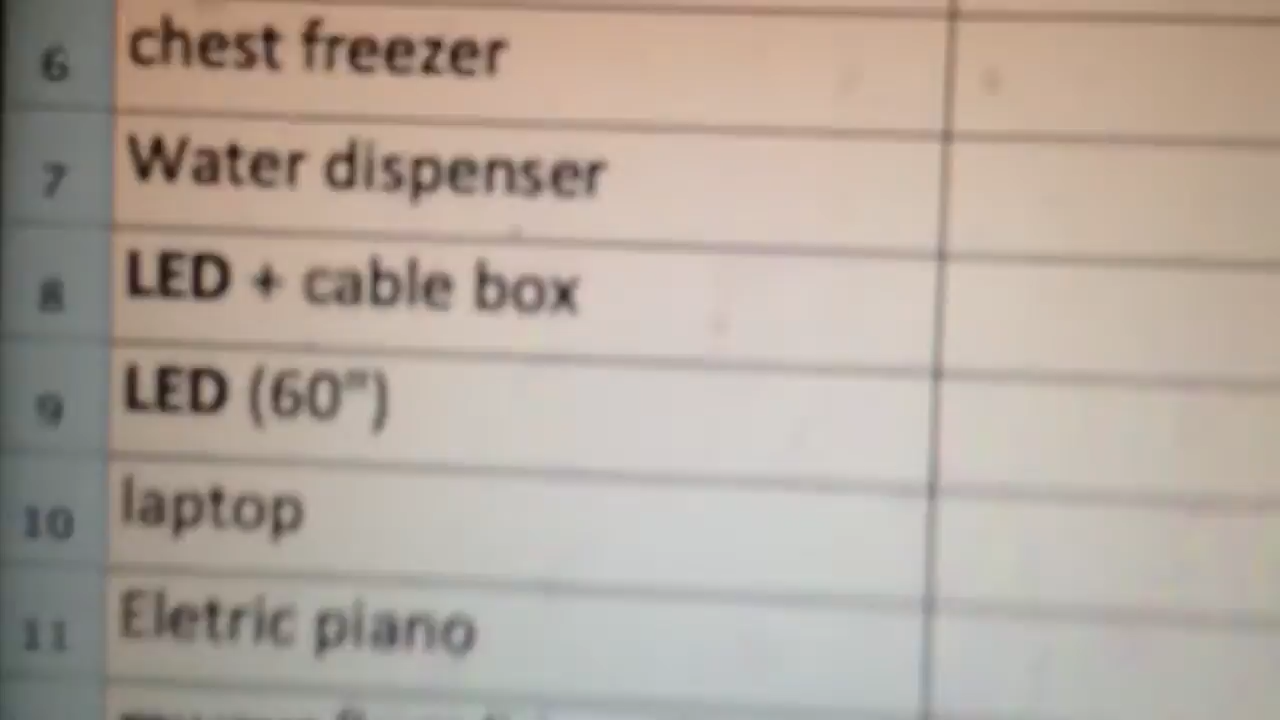 6 chest freezer
7 Water dispenser
8 LED + cable box
9 LED (60")
10 laptop
11 Eletric piano